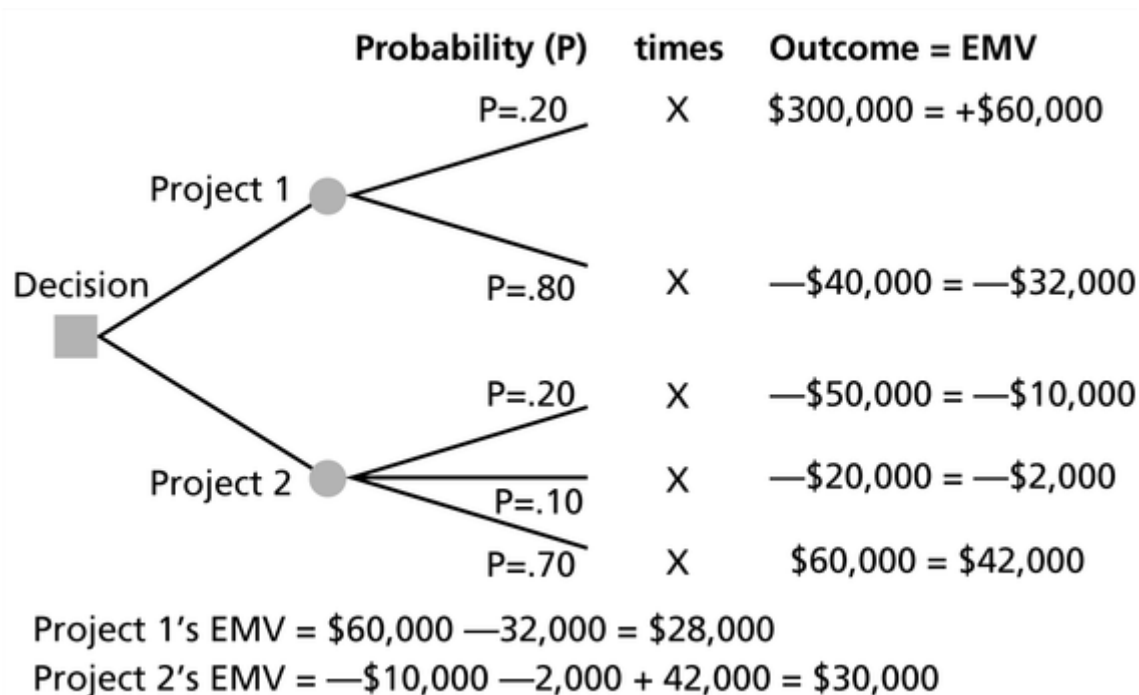 Probability (P) times Outcome = EMV
P=.20 X $300,000 = +$60,000
Project 1
P=.80 X —$40,000 = —$32,000
Decision
P=.20 X —$50,000 = —$10,000
Project 2
P=.10 X —$20,000 = —$2,000
P=.70 X $60,000 = $42,000
Project 1’s EMV = $60,000 —32,000 = $28,000
Project 2’s EMV = —$10,000 —2,000 + 42,000 = $30,000